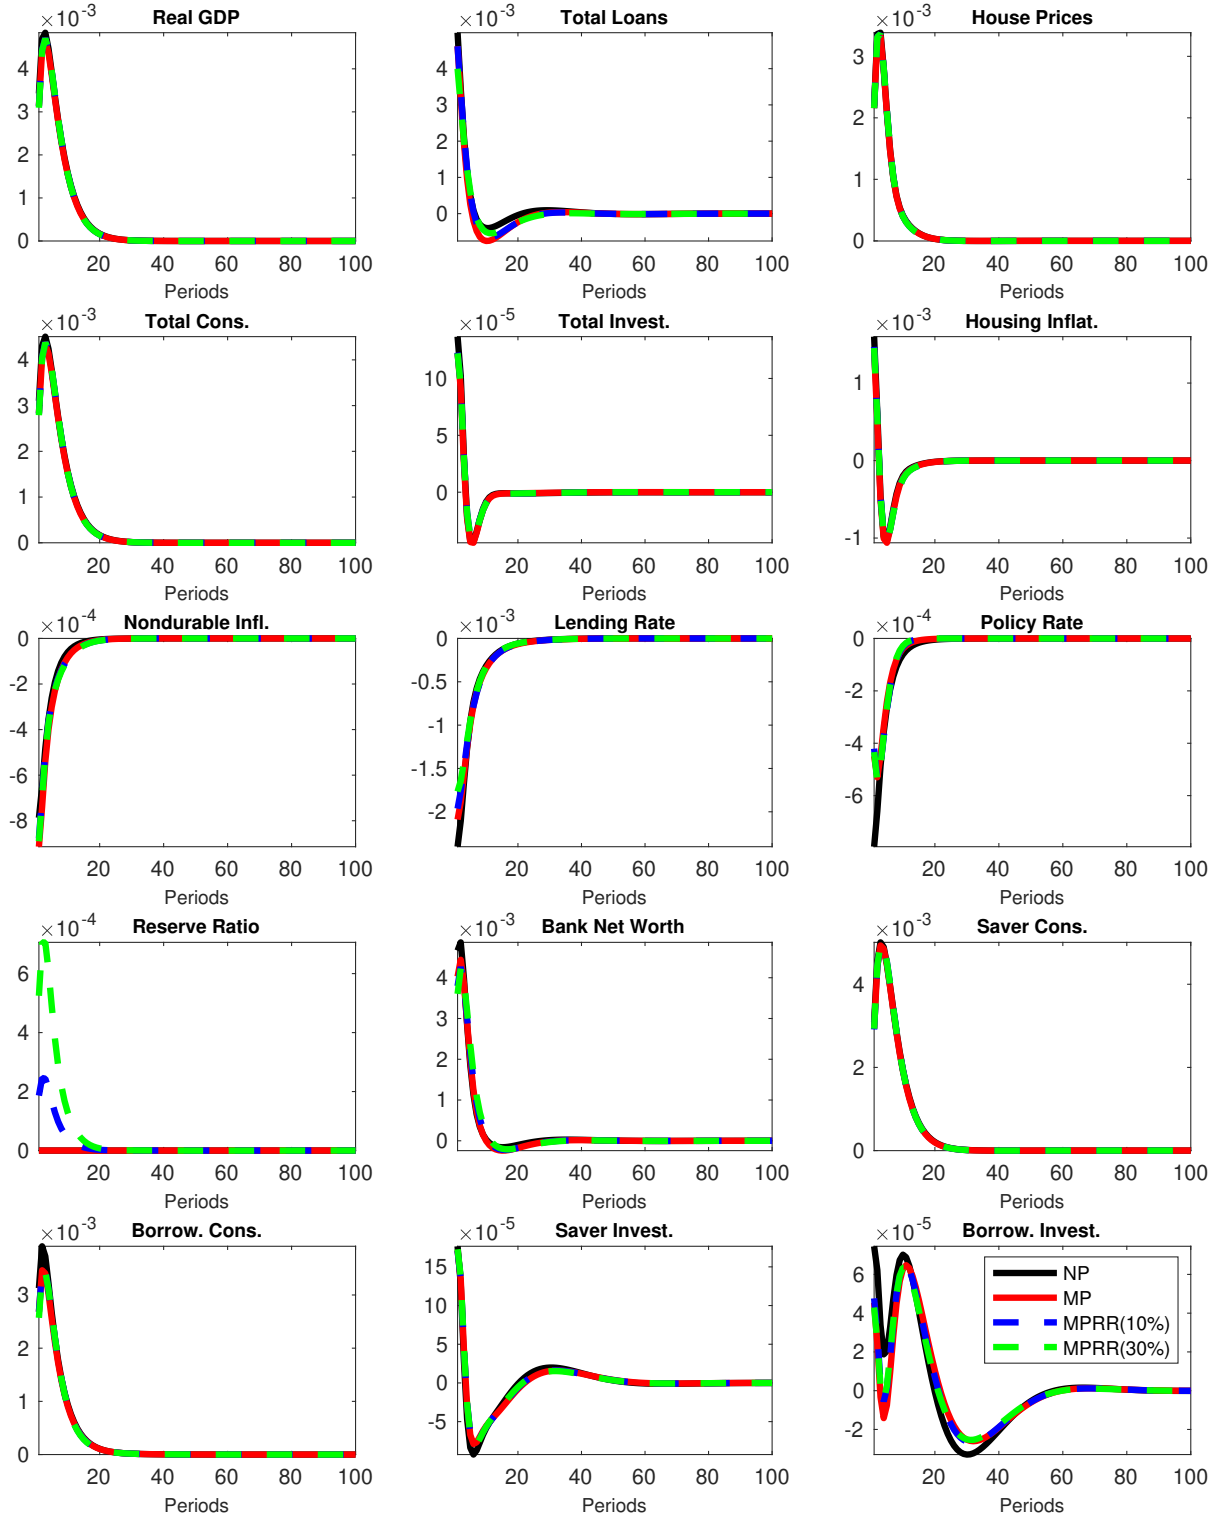 ×10⁻³ Real GDP
4
3
2
1
0
20 40 60 80 100
Periods
×10⁻³ Total Loans
4
3
2
1
0
20 40 60 80 100
Periods
×10⁻³ House Prices
3
2
1
0
20 40 60 80 100
Periods
×10⁻³ Total Cons.
4
3
2
1
0
20 40 60 80 100
Periods
×10⁻⁵ Total Invest.
10
5
0
20 40 60 80 100
Periods
×10⁻³ Housing Inflat.
1
0
-1
20 40 60 80 100
Periods
×10⁻⁴ Nondurable Infl.
0
-2
-4
-6
-8
20 40 60 80 100
Periods
×10⁻³ Lending Rate
0
-0.5
-1
-1.5
-2
20 40 60 80 100
Periods
×10⁻⁴ Policy Rate
0
-2
-4
-6
20 40 60 80 100
Periods
×10⁻⁴ Reserve Ratio
6
4
2
0
20 40 60 80 100
Periods
×10⁻³ Bank Net Worth
4
3
2
1
0
20 40 60 80 100
Periods
×10⁻³ Saver Cons.
4
2
0
20 40 60 80 100
Periods
×10⁻³ Borrow. Cons.
3
2
1
0
20 40 60 80 100
Periods
×10⁻⁵ Saver Invest.
15
10
5
0
-5
20 40 60 80 100
Periods
×10⁻⁵ Borrow. Invest.
6
4
2
0
-2
20 40 60 80 100
Periods
NP
MP
MPRR(10%)
MPRR(30%)